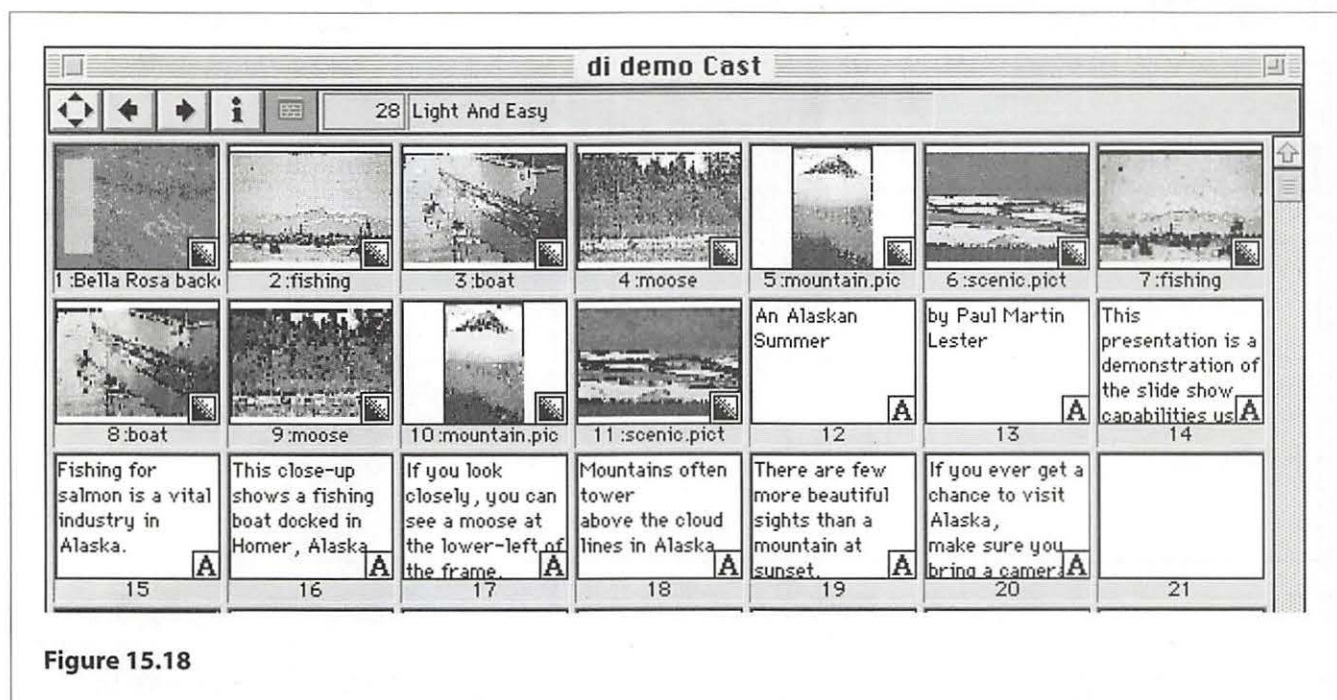 di demo Cast
28 Light And Easy
1 :Bella Rosa back
2 :fishing
3 :boat
4 :moose
5 :mountain.pic
6 :scenic.pict
7 :fishing
8 :boat
9 :moose
10 :mountain.pic
11 :scenic.pict
An Alaskan
Summer
A
12
by Paul Martin
Lester
A
13
This
presentation is a
demonstration of
the slide show
capabilities us
A
14
Fishing for
salmon is a vital
industry in
Alaska.
A
15
This close-up
shows a fishing
boat docked in
Homer, Alaska
A
16
If you look
closely, you can
see a moose at
the lower-left of
the frame.
A
17
Mountains often
tower
above the cloud
lines in Alaska
A
18
There are few
more beautiful
sights than a
mountain at
sunset.
A
19
If you ever get a
chance to visit
Alaska,
make sure you
bring a camera
A
20
21
Figure 15.18